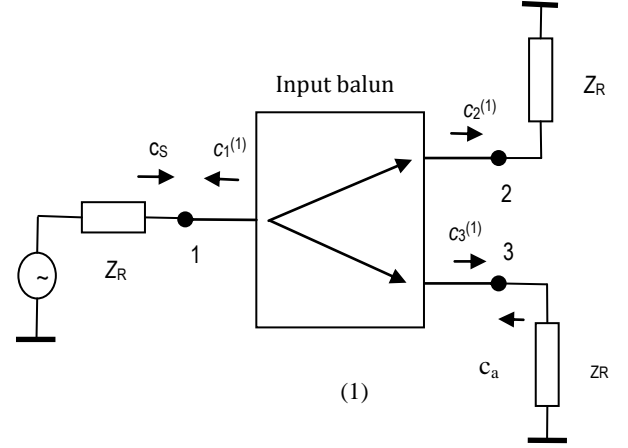 Input balun
Z_R
c_2^(1)
c_S
c_1^(1)
2
c_3^(1)
3
1
Z_R
~
c_a
z_R
(1)